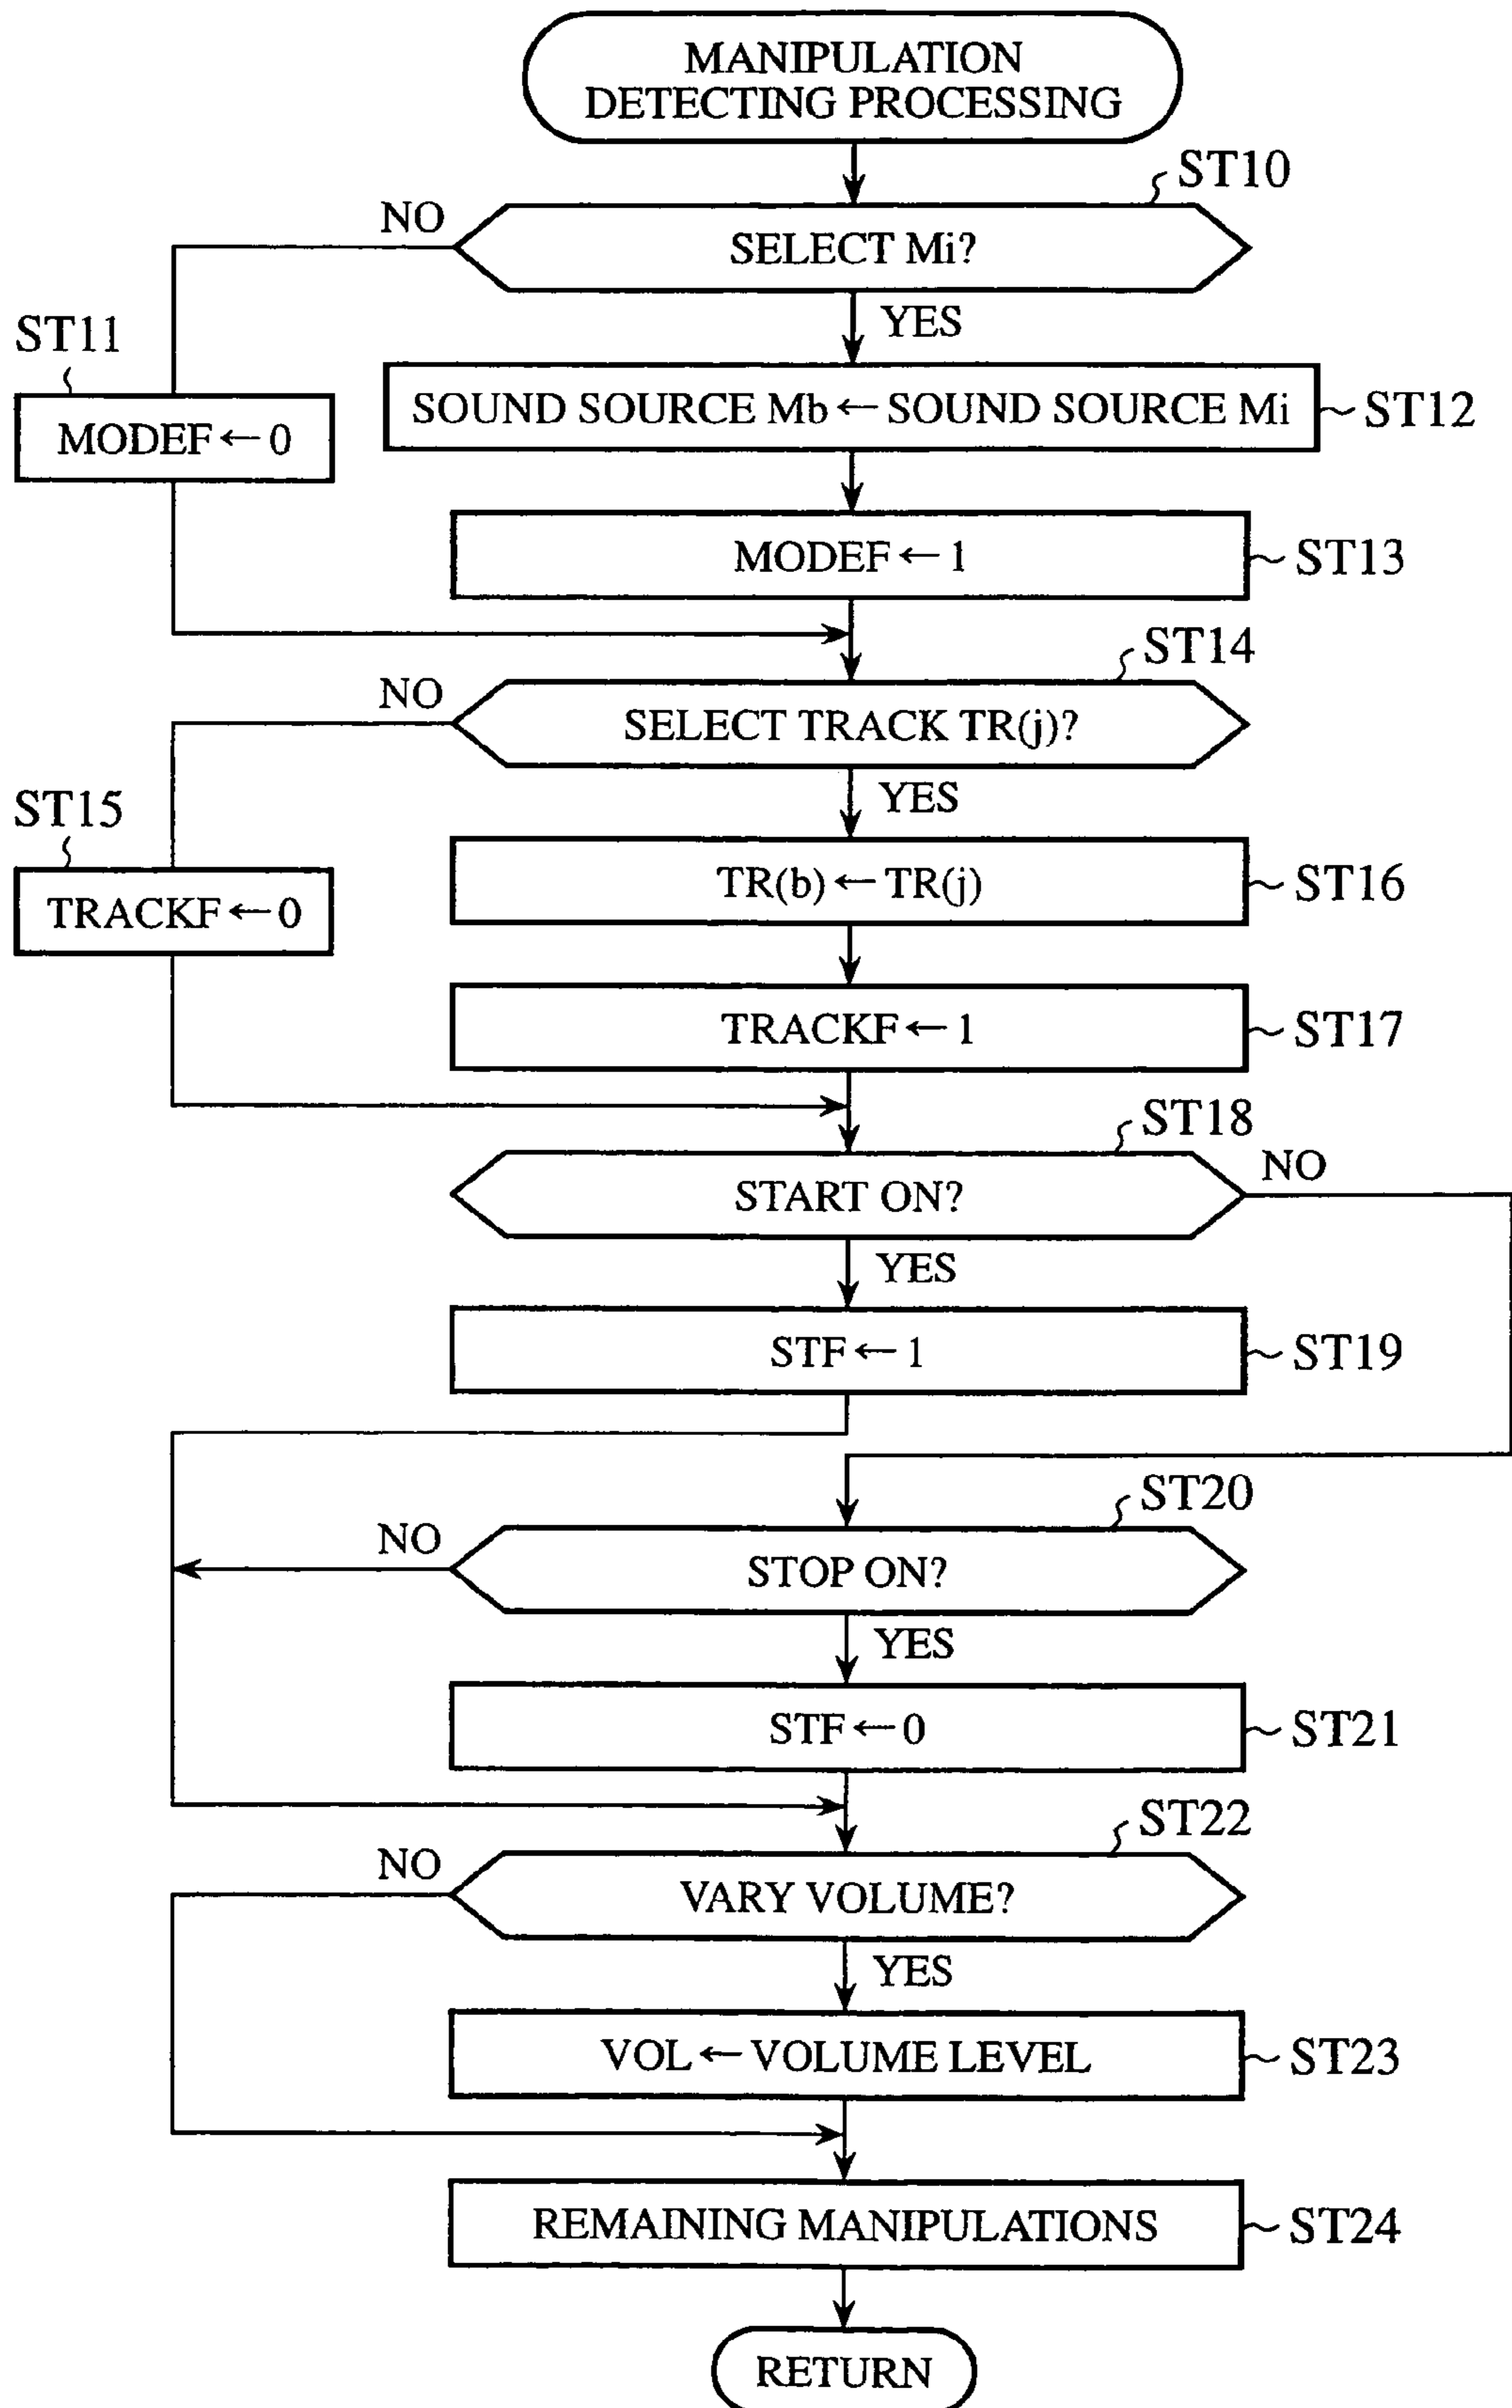 MANIPULATION
DETECTING PROCESSING
ST10
NO
SELECT Mi?
YES
ST11
MODEF ← 0
SOUND SOURCE Mb ← SOUND SOURCE Mi
ST12
MODEF ← 1
ST13
ST14
NO
SELECT TRACK TR(j)?
YES
ST15
TRACKF ← 0
TR(b) ← TR(j)
ST16
TRACKF ← 1
ST17
ST18
NO
START ON?
YES
STF ← 1
ST19
ST20
NO
STOP ON?
YES
STF ← 0
ST21
ST22
NO
VARY VOLUME?
YES
VOL ← VOLUME LEVEL
ST23
REMAINING MANIPULATIONS
ST24
RETURN